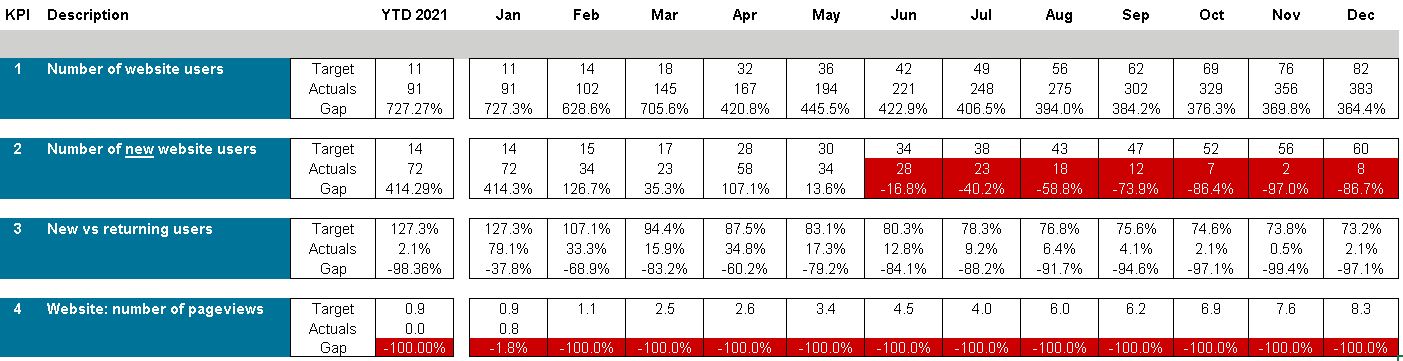 KPI Description YTD 2021 Jan Feb Mar Apr May Jun Jul Aug Sep Oct Nov Dec
1 Number of website users Target 11 11 14 18 32 36 42 49 56 62 69 76 82
Actuals 91 91 102 145 167 194 221 248 275 302 329 356 383
Gap 727.27% 727.3% 628.6% 705.6% 420.8% 445.5% 422.9% 406.5% 394.0% 384.2% 376.3% 369.8% 364.4%
2 Number of new website users Target 14 14 15 17 28 30 34 38 43 47 52 56 60
Actuals 72 72 34 23 58 34 28 23 18 12 7 2 8
Gap 414.29% 414.3% 126.7% 35.3% 107.1% 13.6% -16.8% -40.2% -58.8% -73.9% -86.4% -97.0% -86.7%
3 New vs returning users Target 127.3% 127.3% 107.1% 94.4% 87.5% 83.1% 80.3% 78.3% 76.8% 75.6% 74.6% 73.8% 73.2%
Actuals 2.1% 79.1% 33.3% 15.9% 34.8% 17.3% 12.8% 9.2% 6.4% 4.1% 2.1% 0.5% 2.1%
Gap -98.36% -37.8% -68.9% -83.2% -60.2% -79.2% -84.1% -88.2% -91.7% -94.6% -97.1% -99.4% -97.1%
4 Website: number of pageviews Target 0.9 0.9 1.1 2.5 2.6 3.4 4.5 4.0 6.0 6.2 6.9 7.6 8.3
Actuals 0.0 0.8
Gap -100.00% -1.8% -100.0% -100.0% -100.0% -100.0% -100.0% -100.0% -100.0% -100.0% -100.0% -100.0% -100.0%